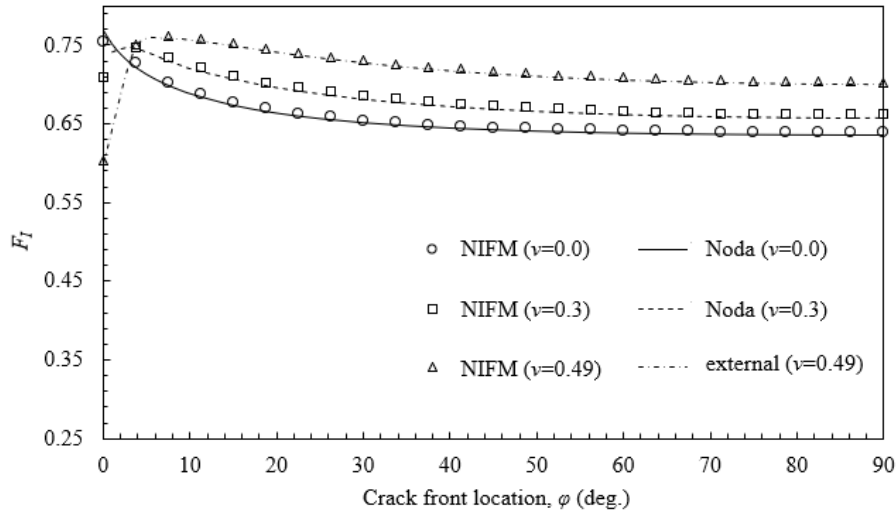 0.75
0.65
0.55
0.45
0.35
0.25
F_I
NIFM (ν=0.0) Noda (ν=0.0)
NIFM (ν=0.3) Noda (ν=0.3)
NIFM (ν=0.49) external (ν=0.49)
0 10 20 30 40 50 60 70 80 90
Crack front location, φ (deg.)